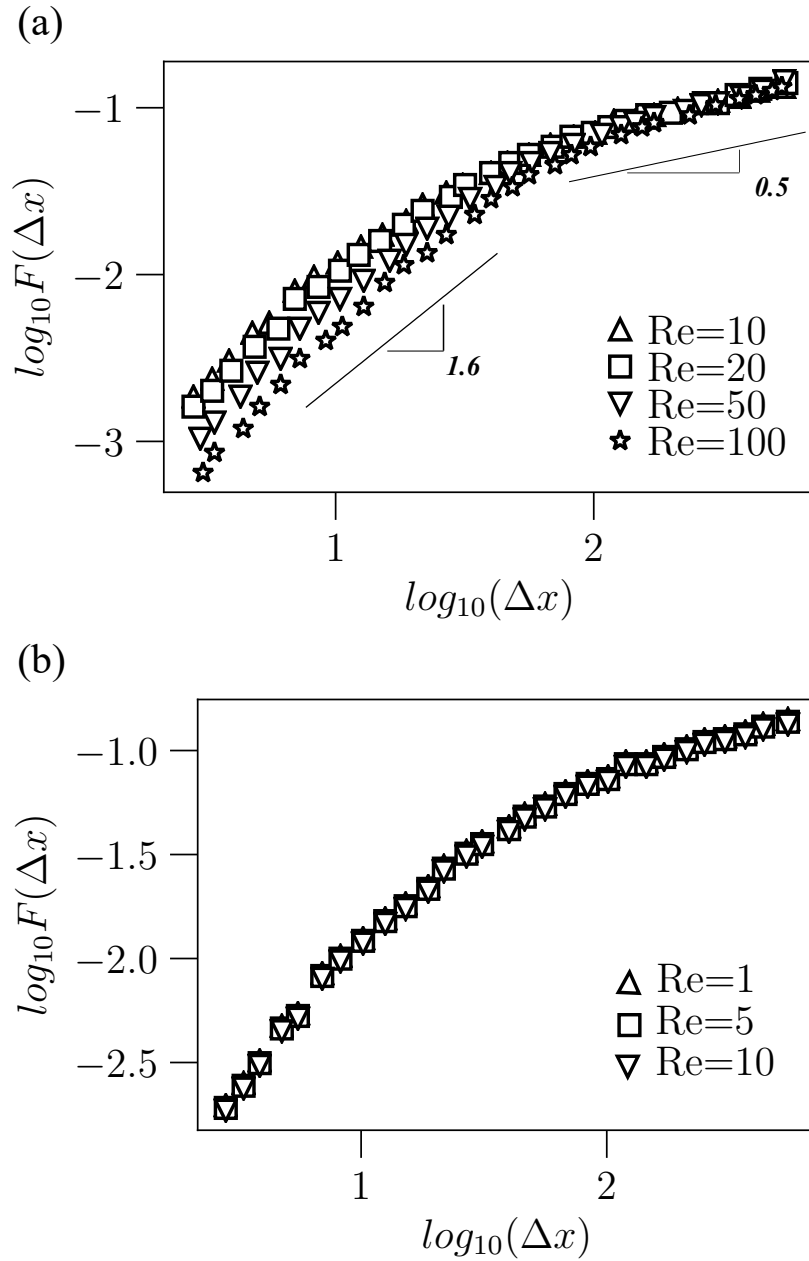 (a)
−1
−2
−3
log₁₀F(Δx)
0.5
1.6
Re=10
Re=20
Re=50
Re=100
1 2
log₁₀(Δx)
(b)
−1.0
−1.5
−2.0
−2.5
log₁₀F(Δx)
Re=1
Re=5
Re=10
1 2
log₁₀(Δx)